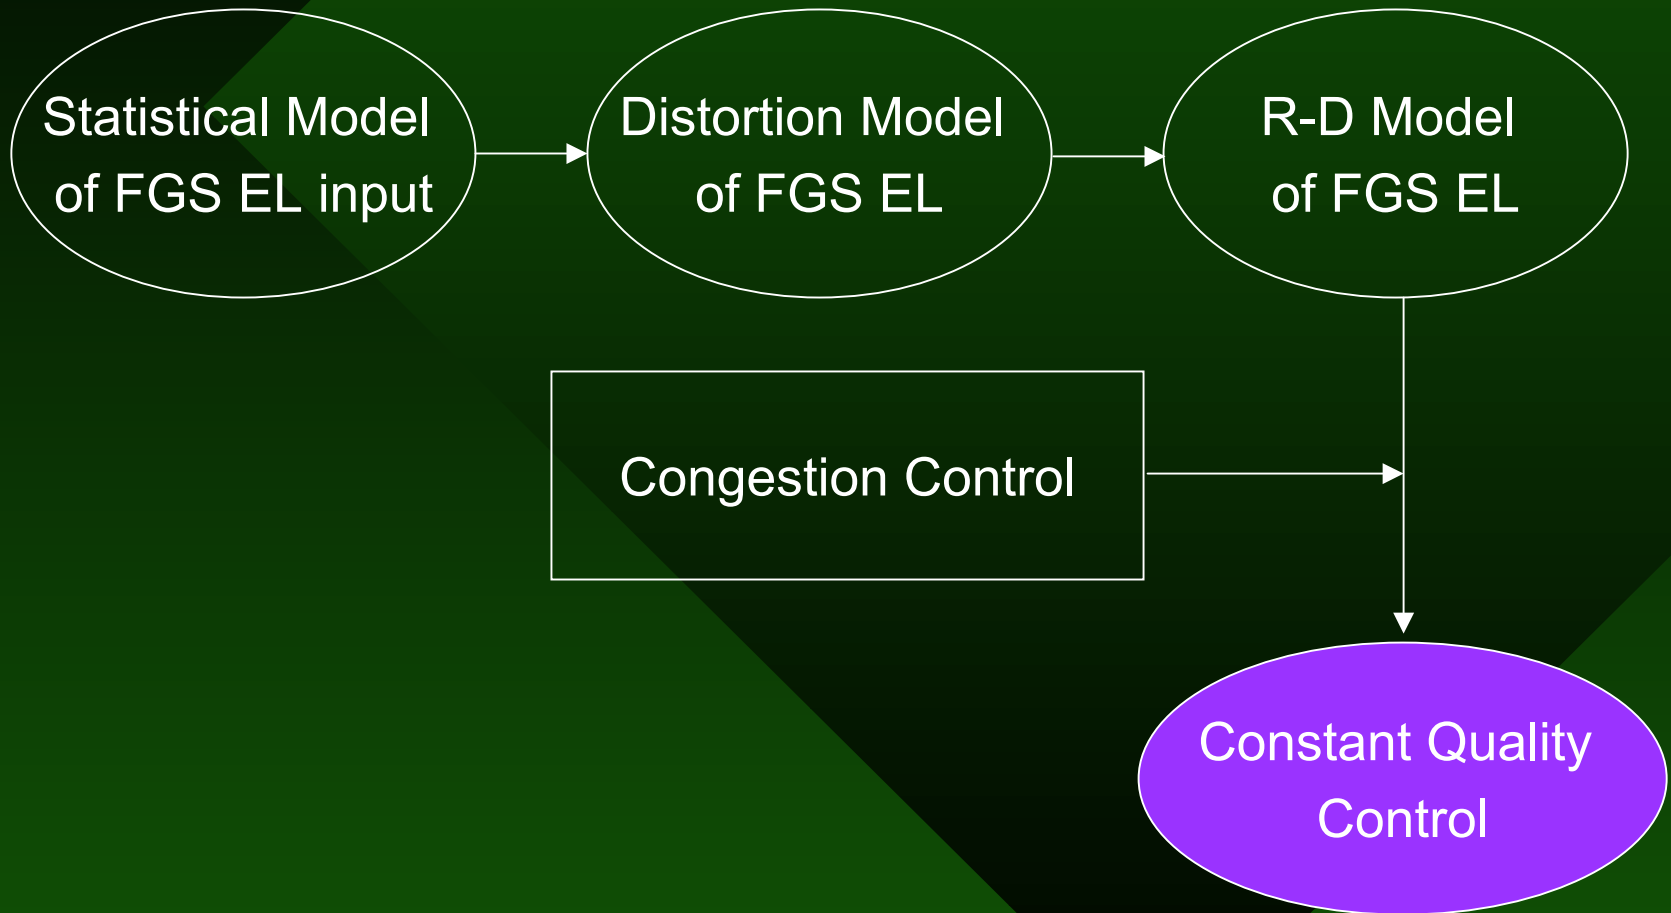 Statistical Model
of FGS EL input
Distortion Model
of FGS EL
R-D Model
of FGS EL
Congestion Control
Constant Quality
Control